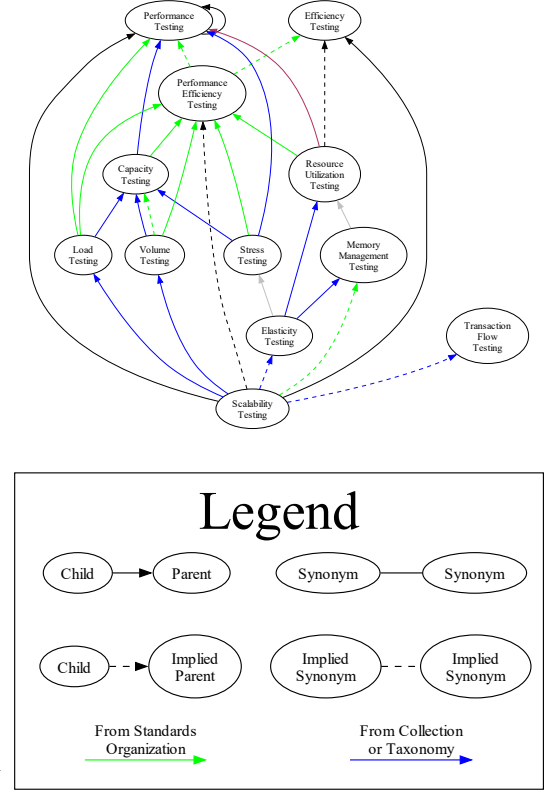 Performance
Testing
Efficiency
Testing
Performance
Efficiency
Testing
Capacity
Testing
Resource
Utilization
Testing
Load
Testing
Volume
Testing
Stress
Testing
Memory
Management
Testing
Elasticity
Testing
Transaction
Flow
Testing
Scalability
Testing
Legend
Child
Parent
Synonym
Synonym
Child
Implied
Parent
Implied
Synonym
Implied
Synonym
From Standards
Organization
From Collection
or Taxonomy